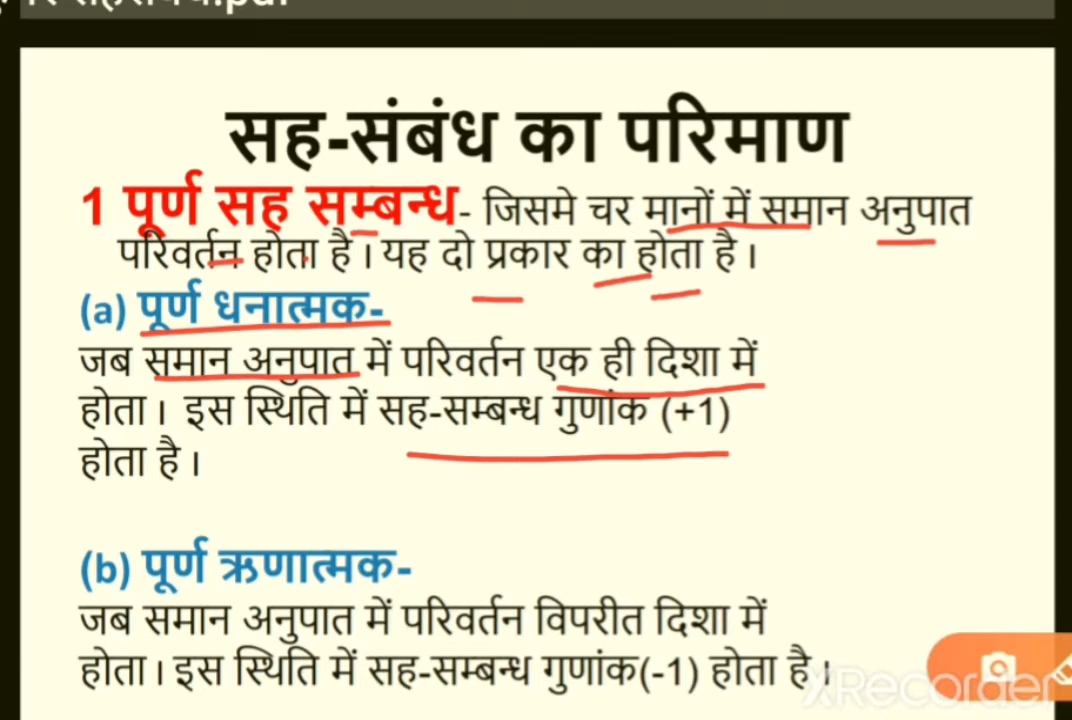 सह-संबंध का परिमाण
1 पूर्ण सह सम्बन्ध- जिसमे चर मानों में समान अनुपात
परिवर्तन होता है। यह दो प्रकार का होता है।
(a) पूर्ण धनात्मक-
जब समान अनुपात में परिवर्तन एक ही दिशा में
होता। इस स्थिति में सह-सम्बन्ध गुणांक (+1)
होता है।
(b) पूर्ण ऋणात्मक-
जब समान अनुपात में परिवर्तन विपरीत दिशा में
होता। इस स्थिति में सह-सम्बन्ध गुणांक(-1) होता है।
XRecorder